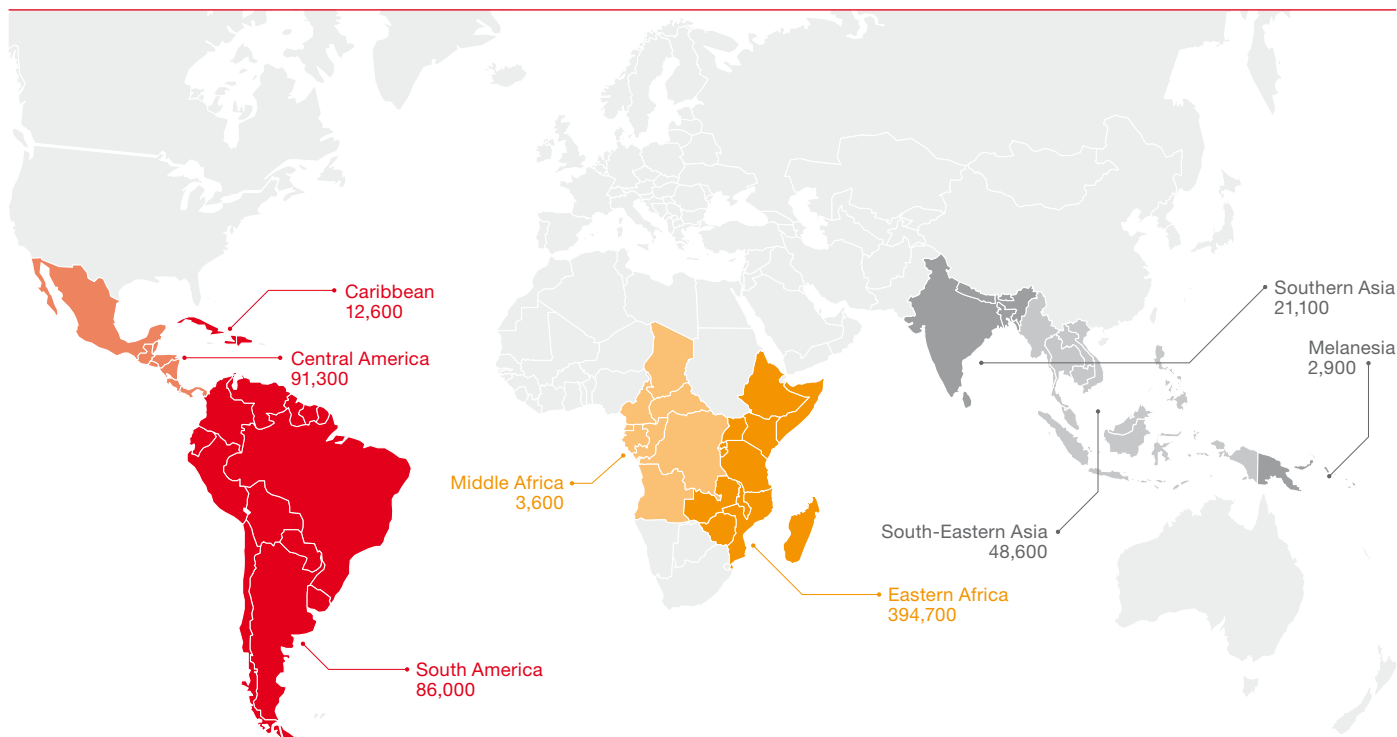 Caribbean
12,600
Central America
91,300
South America
86,000
Middle Africa
3,600
Eastern Africa
394,700
Southern Asia
21,100
Melanesia
2,900
South-Eastern Asia
48,600